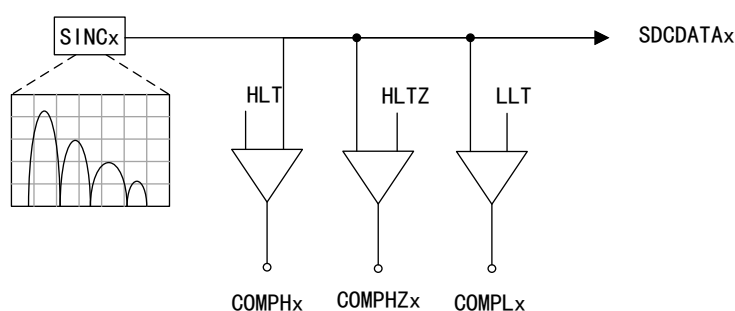 SINCx
SDCDATAx
HLT
HLTZ
LLT
COMPHx
COMPHZx
COMPLx